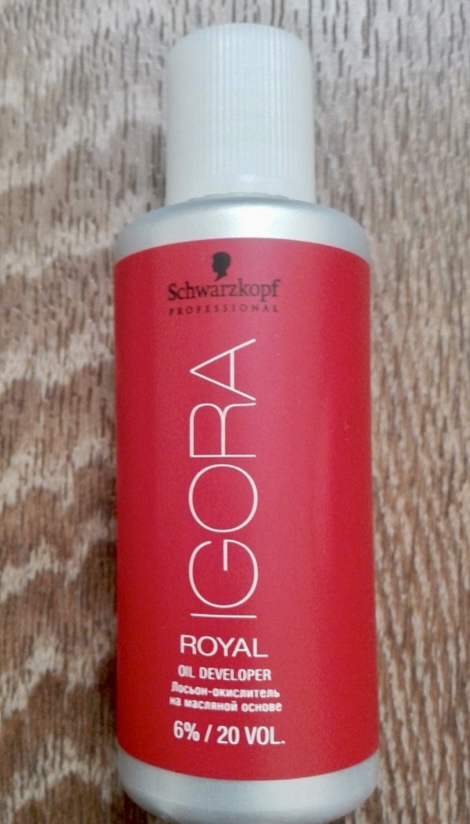 Schwarzkopf
PROFESSIONAL
IGORA
ROYAL
OIL DEVELOPER
Лосьон-окислитель
на масляной основе
6% / 20 VOL.